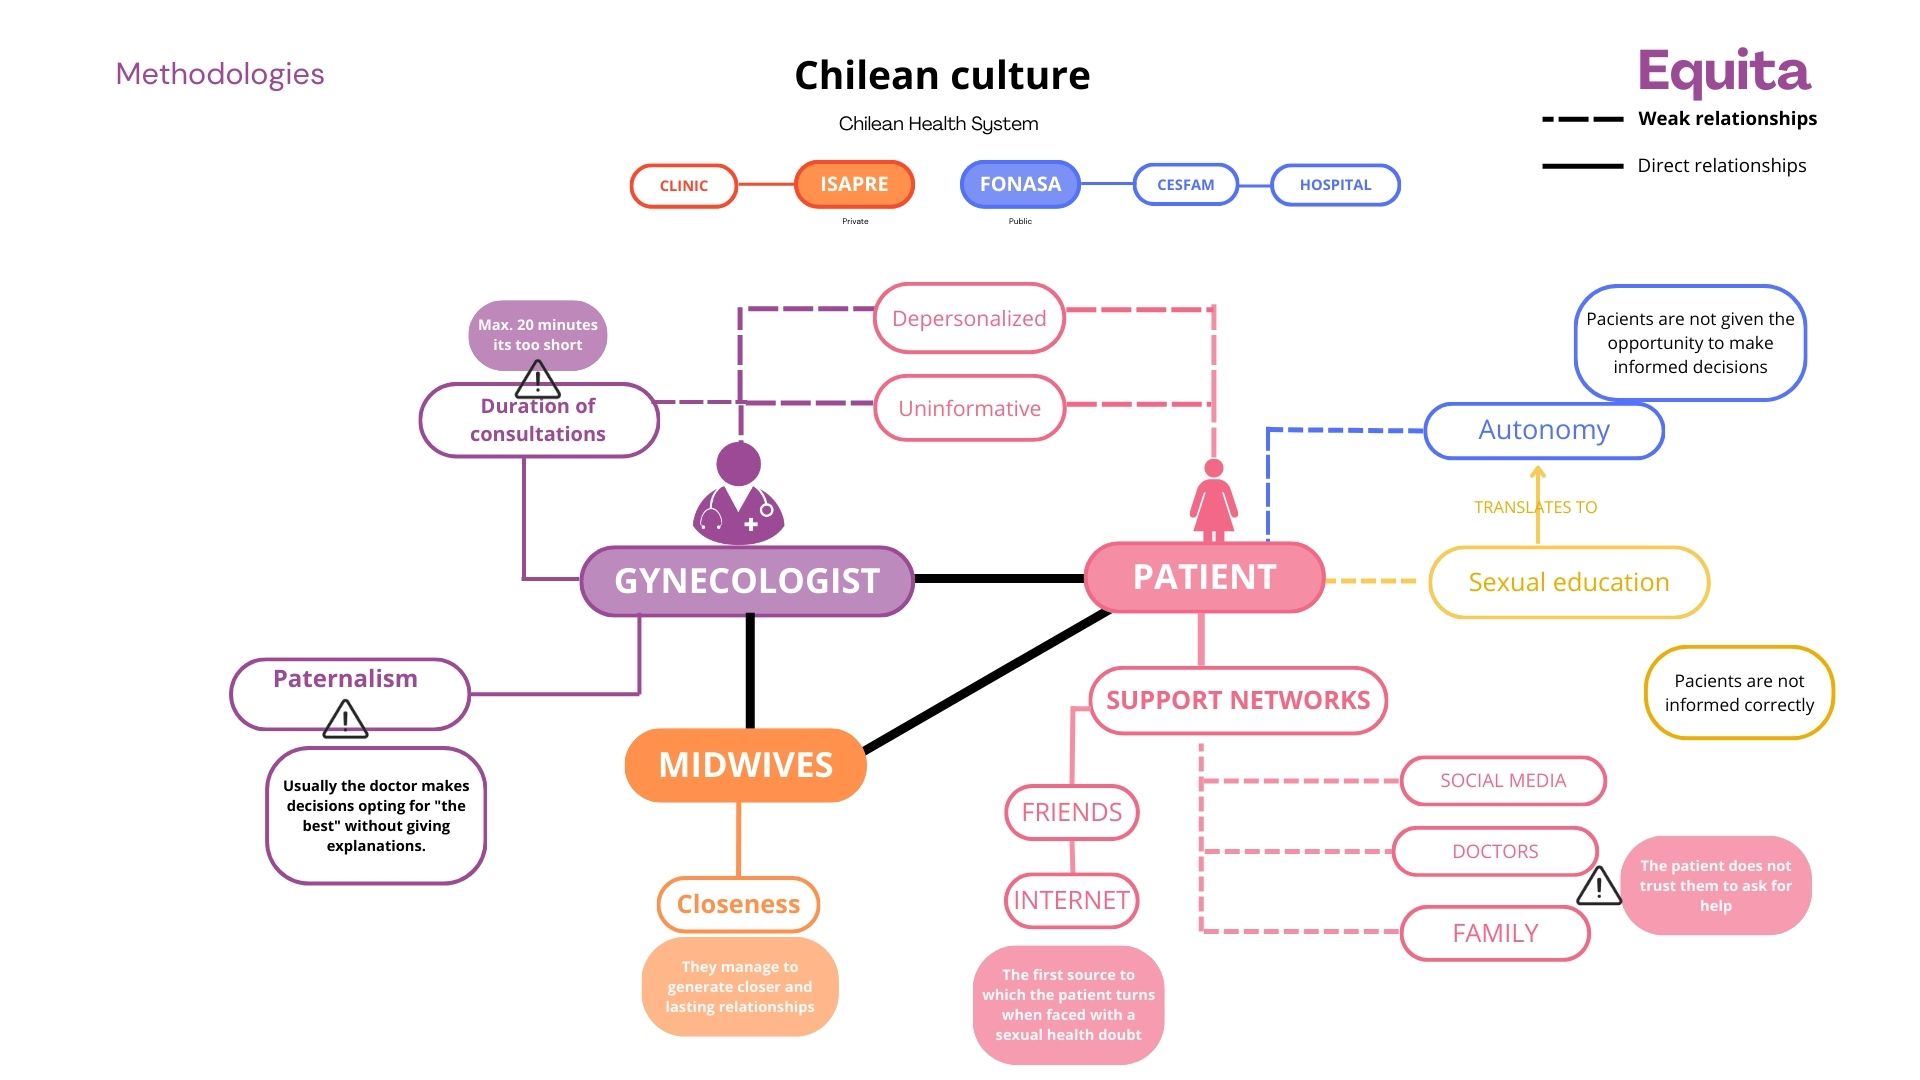 Methodologies
Chilean culture
Chilean Health System
Equita
Weak relationships
Direct relationships
CLINIC
ISAPRE
FONASA
CESFAM
HOSPITAL
Private
Public
Max. 20 minutes
its too short
Duration of
consultations
Depersonalized
Uninformative
Pacients are not given the
opportunity to make
informed decisions
Autonomy
TRANSLATES TO
Sexual education
GYNECOLOGIST
PATIENT
Pacients are not
informed correctly
Paternalism
Usually the doctor makes
decisions opting for "the
best" without giving
explanations.
MIDWIVES
Closeness
They manage to
generate closer and
lasting relationships
SUPPORT NETWORKS
FRIENDS
INTERNET
The first source to
which the patient turns
when faced with a
sexual health doubt
SOCIAL MEDIA
DOCTORS
FAMILY
The patient does not
trust them to ask for
help